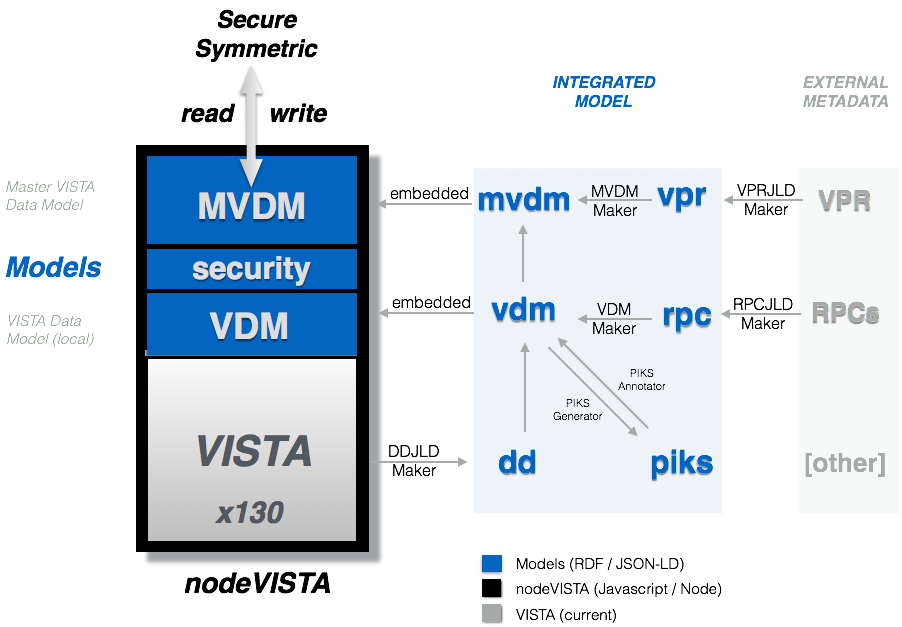 Secure
Symmetric
read write
INTEGRATED
MODEL
EXTERNAL
METADATA
Master VISTA
Data Model
MVDM
embedded
mvdm
MVDM
Maker
vpr
VPRJLD
Maker
VPR
Models
security
VISTA Data
Model (local)
VDM
embedded
vdm
VDM
Maker
rpc
RPCJLD
Maker
RPCs
PIKS
Annotator
PIKS
Generator
VISTA
x130
DDJLD
Maker
dd
piks
[other]
nodeVISTA
Models (RDF / JSON-LD)
nodeVISTA (Javascript / Node)
VISTA (current)